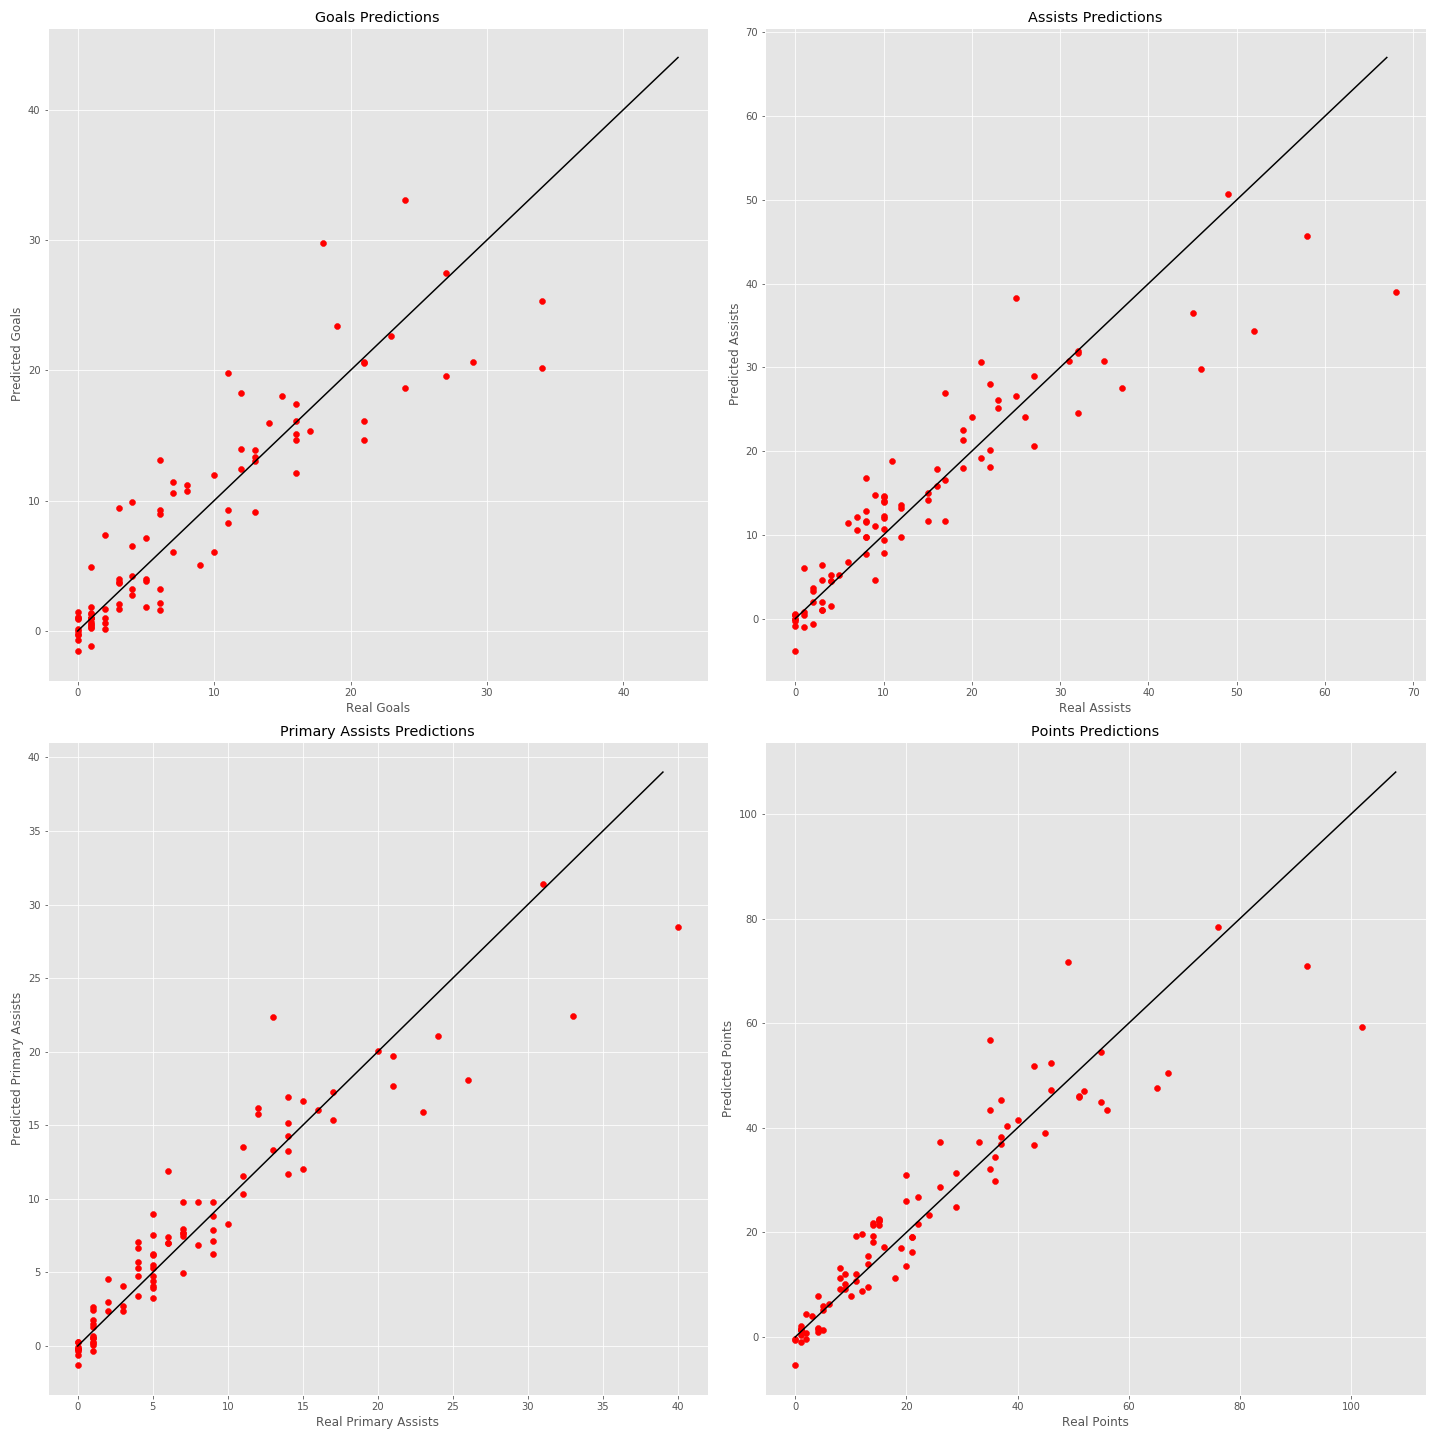 Goals Predictions
40
30
20
10
0
Predicted Goals
0 10 20 30 40
Real Goals
Assists Predictions
70
60
50
40
30
20
10
0
Predicted Assists
0 10 20 30 40 50 60 70
Real Assists
Primary Assists Predictions
40
35
30
25
20
15
10
5
0
Predicted Primary Assists
0 5 10 15 20 25 30 35 40
Real Primary Assists
Points Predictions
100
80
60
40
20
0
Predicted Points
0 20 40 60 80 100
Real Points